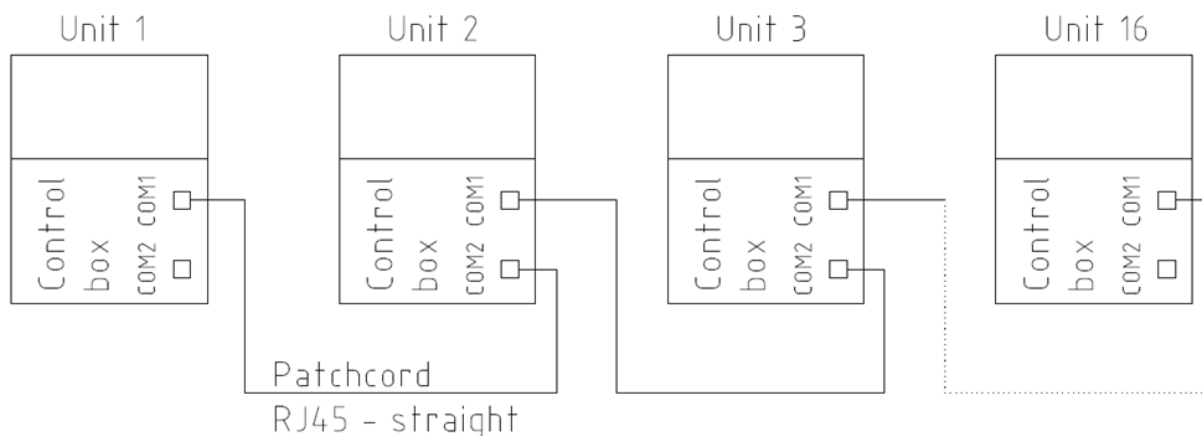 Unit 1
Unit 2
Unit 3
Unit 16
Control
box
COM1
COM2
Control
box
COM1
COM2
Control
box
COM1
COM2
Control
box
COM1
COM2
Patchcord
RJ45 - straight